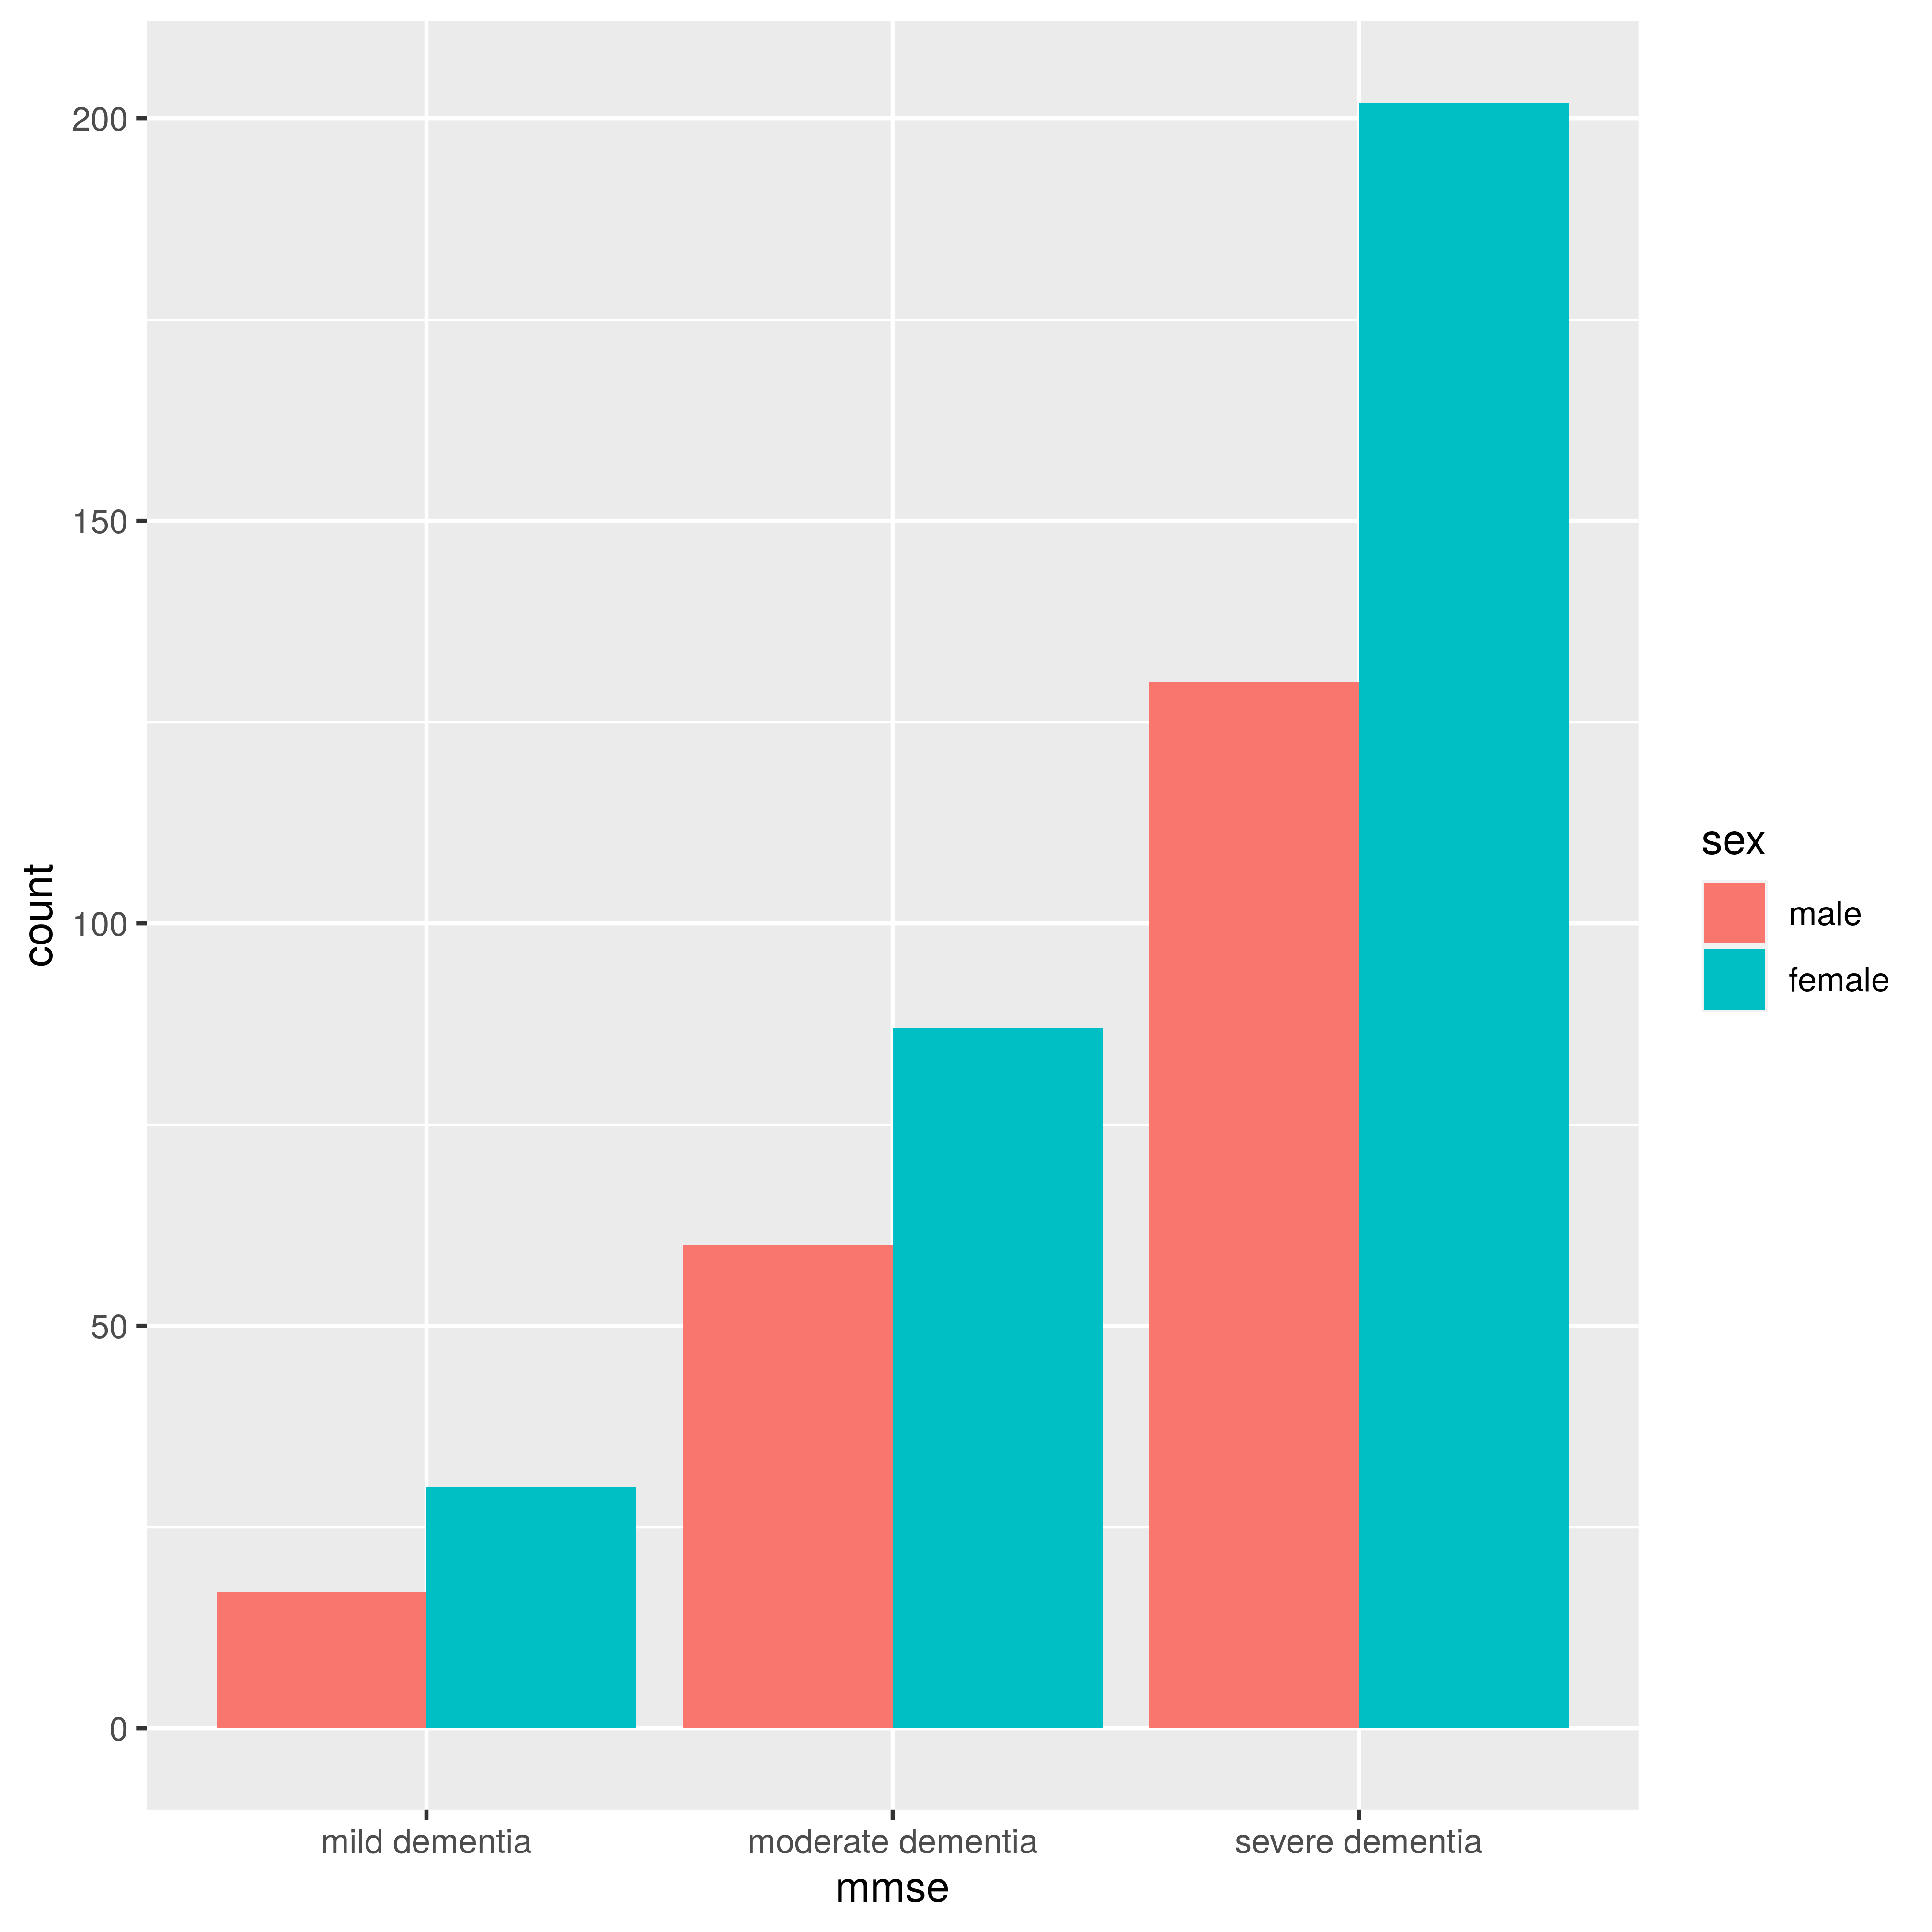 count
200
150
100
50
0
mild dementia moderate dementia severe dementia
mmse
sex
male
female